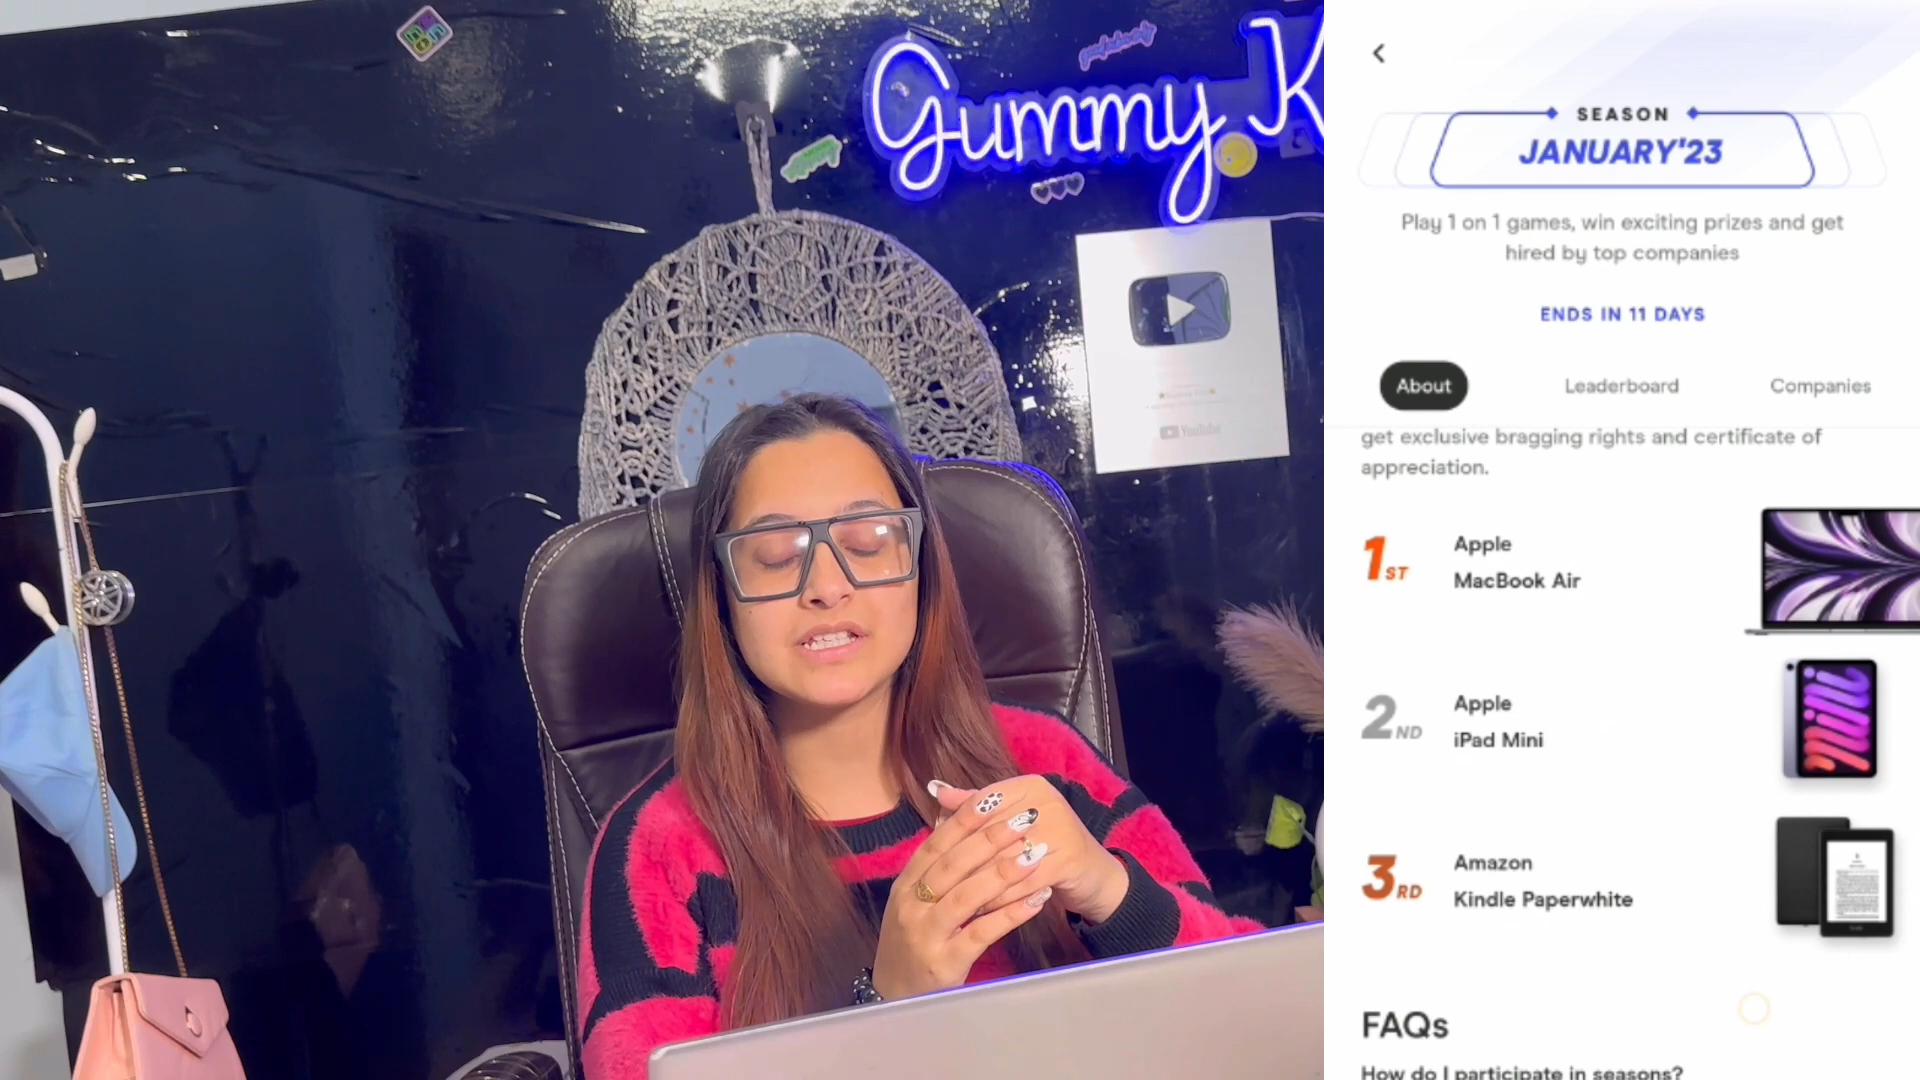 Gummy K
YouTube
SEASON
JANUARY'23
Play 1 on 1 games, win exciting prizes and get
hired by top companies
ENDS IN 11 DAYS
About
Leaderboard
Companies
get exclusive bragging rights and certificate of
appreciation.
1ST
Apple
MacBook Air
2ND
Apple
iPad Mini
3RD
Amazon
Kindle Paperwhite
FAQs
How do I participate in seasons?